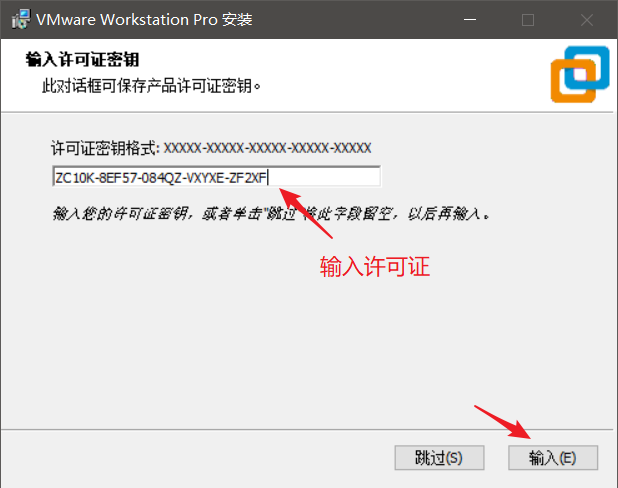 VMware Workstation Pro 安装
输入许可证密钥
此对话框可保存产品许可证密钥。
许可证密钥格式: XXXXX-XXXXX-XXXXX-XXXXX-XXXXX
ZC10K-8EF57-084QZ-VXYXE-ZF2XF
输入您的许可证密钥，或者单击“跳过”将此字段留空，以后再输入。
输入许可证
跳过(S)
输入(E)